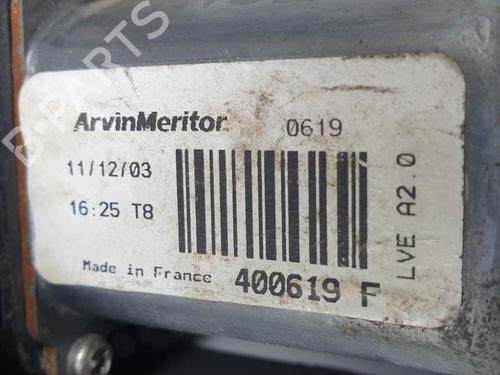 B-PARTS
ArvinMeritor 0619
11/12/03
16:25 T8
Made in France 400619 F
LVE A2.0